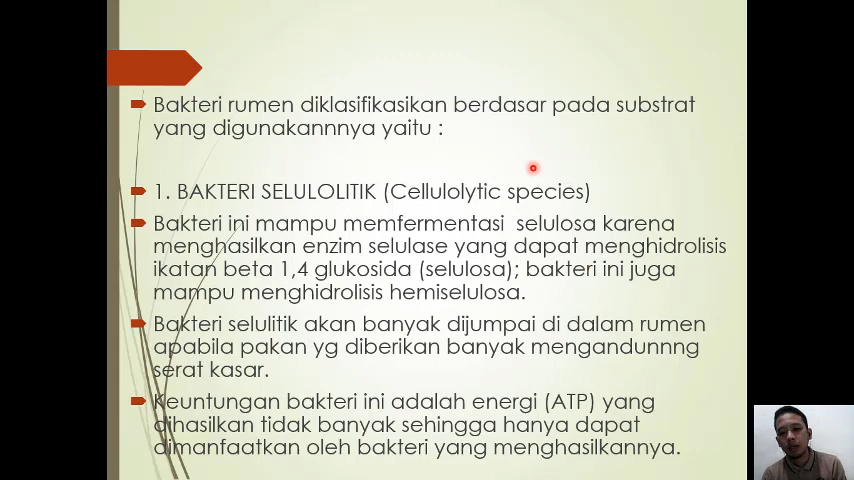 Bakteri rumen diklasifikasikan berdasar pada substrat
yang digunakannnya yaitu :
1. BAKTERI SELULOLITIK (Cellulolytic species)
Bakteri ini mampu memfermentasi selulosa karena
menghasilkan enzim selulase yang dapat menghidrolisis
ikatan beta 1,4 glukosida (selulosa); bakteri ini juga
mampu menghidrolisis hemiselulosa.
Bakteri selulitik akan banyak dijumpai di dalam rumen
apabila pakan yg diberikan banyak mengandunnng
serat kasar.
Keuntungan bakteri ini adalah energi (ATP) yang
dihasilkan tidak banyak sehingga hanya dapat
dimanfaatkan oleh bakteri yang menghasilkannya.